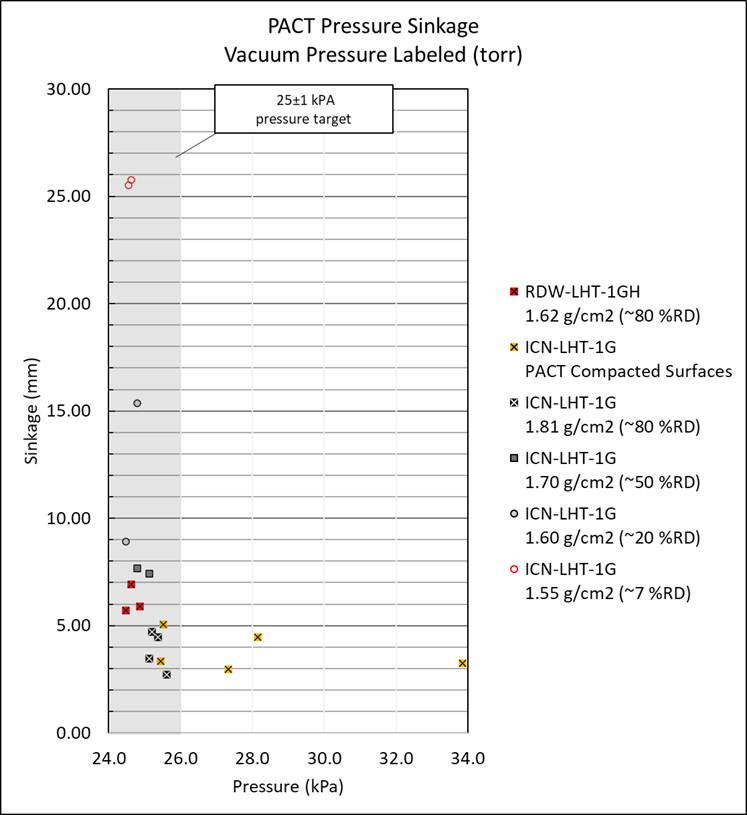 PACT Pressure Sinkage
Vacuum Pressure Labeled (torr)
30.00
25±1 kPA
pressure target
25.00
20.00
15.00
10.00
5.00
0.00
Sinkage (mm)
24.0 26.0 28.0 30.0 32.0 34.0
Pressure (kPa)
RDW-LHT-1GH
1.62 g/cm2 (~80 %RD)
ICN-LHT-1G
PACT Compacted Surfaces
ICN-LHT-1G
1.81 g/cm2 (~80 %RD)
ICN-LHT-1G
1.70 g/cm2 (~50 %RD)
ICN-LHT-1G
1.60 g/cm2 (~20 %RD)
ICN-LHT-1G
1.55 g/cm2 (~7 %RD)